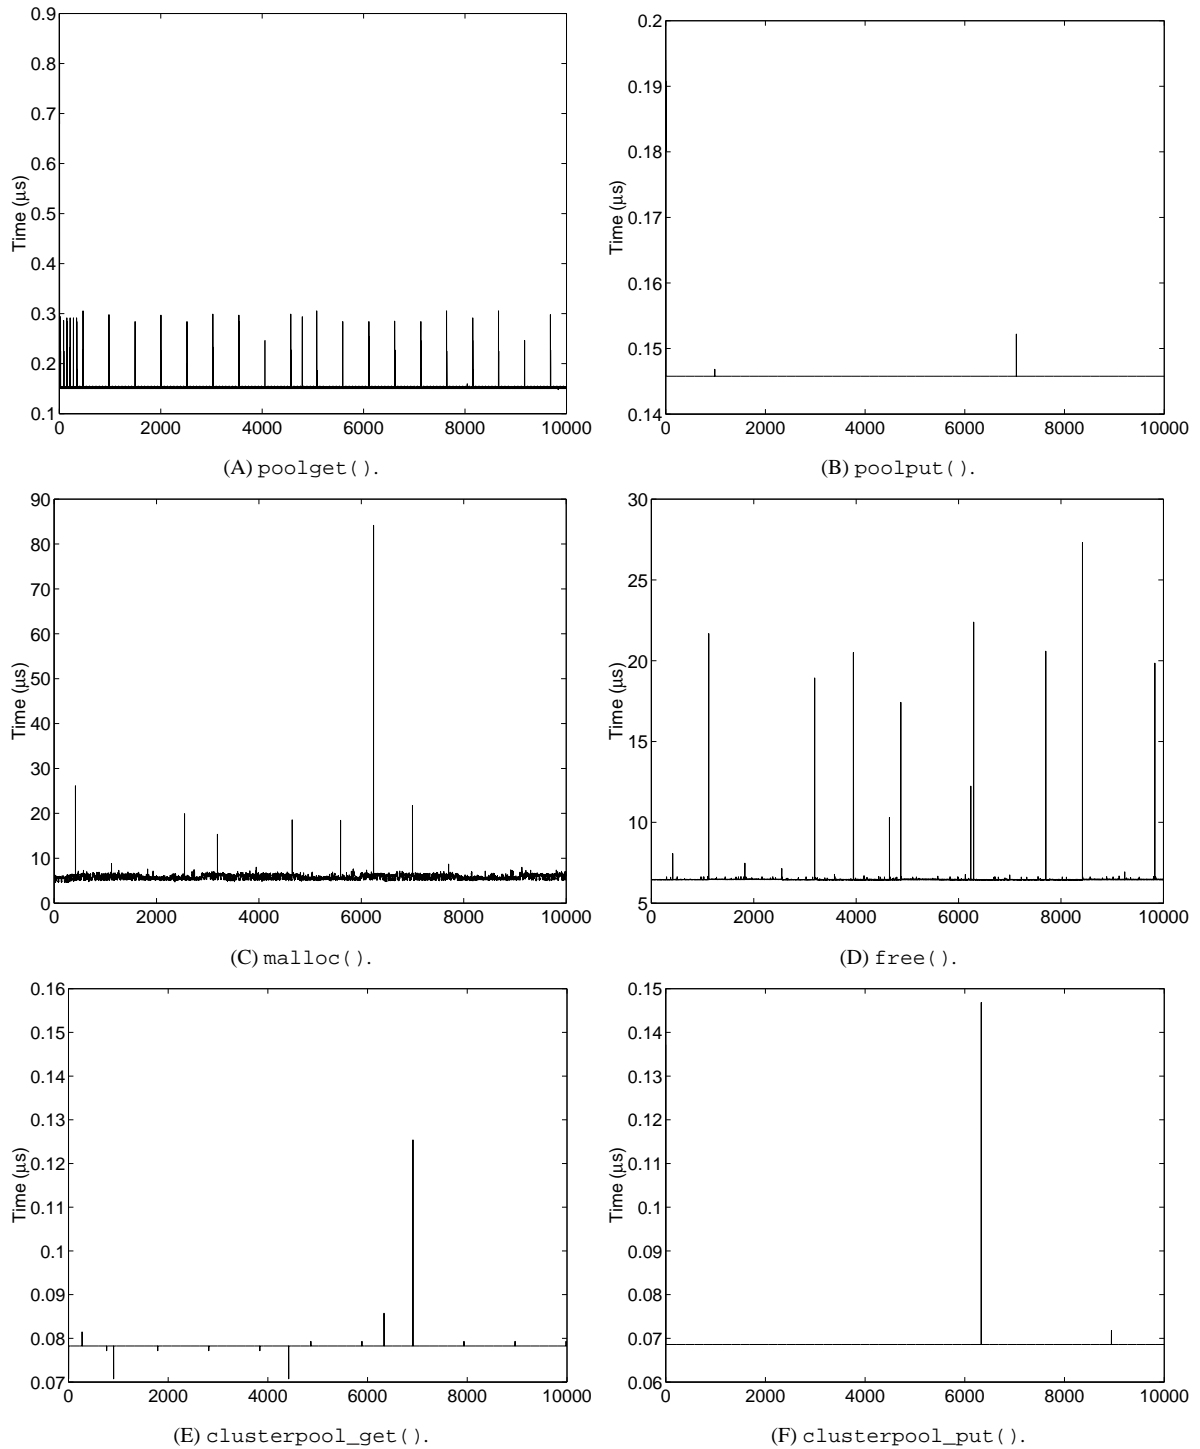 0.9
0.8
0.7
0.6
0.5
0.4
0.3
0.2
0.1
Time (µs)
0 2000 4000 6000 8000 10000
(A) poolget().
0.2
0.19
0.18
0.17
0.16
0.15
0.14
Time (µs)
0 2000 4000 6000 8000 10000
(B) poolput().
90
80
70
60
50
40
30
20
10
0
Time (µs)
0 2000 4000 6000 8000 10000
(C) malloc().
30
25
20
15
10
5
Time (µs)
0 2000 4000 6000 8000 10000
(D) free().
0.16
0.15
0.14
0.13
0.12
0.11
0.1
0.09
0.08
0.07
Time (µs)
0 2000 4000 6000 8000 10000
(E) clusterpool_get().
0.15
0.14
0.13
0.12
0.11
0.1
0.09
0.08
0.07
0.06
Time (µs)
0 2000 4000 6000 8000 10000
(F) clusterpool_put().